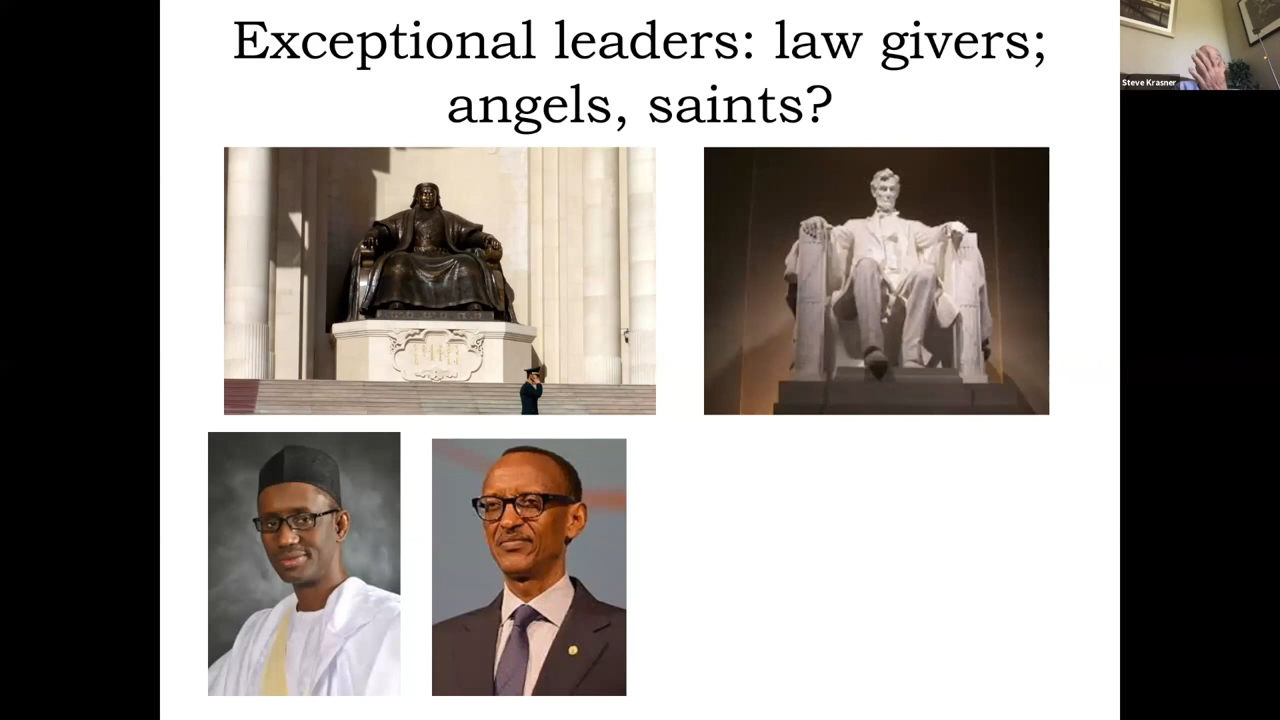 Exceptional leaders: law givers;
angels, saints?
Steve Krasner